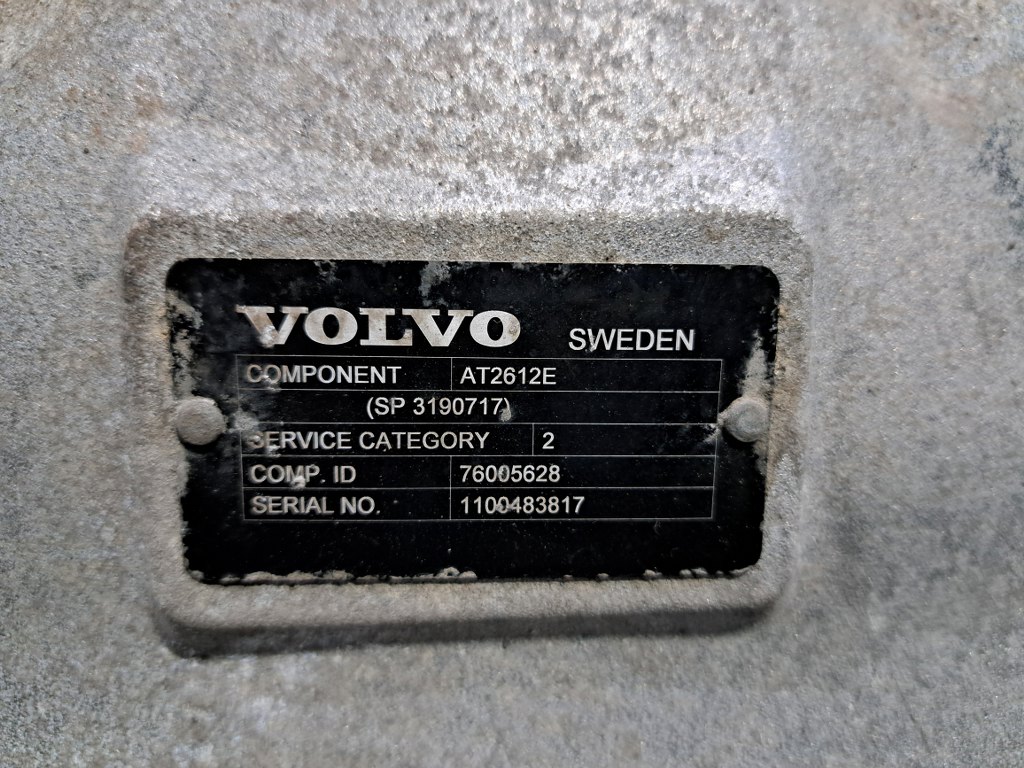 VOLVO SWEDEN
COMPONENT AT2612E
(SP 3190717)
SERVICE CATEGORY 2
COMP. ID 76005628
SERIAL NO. 1100483817